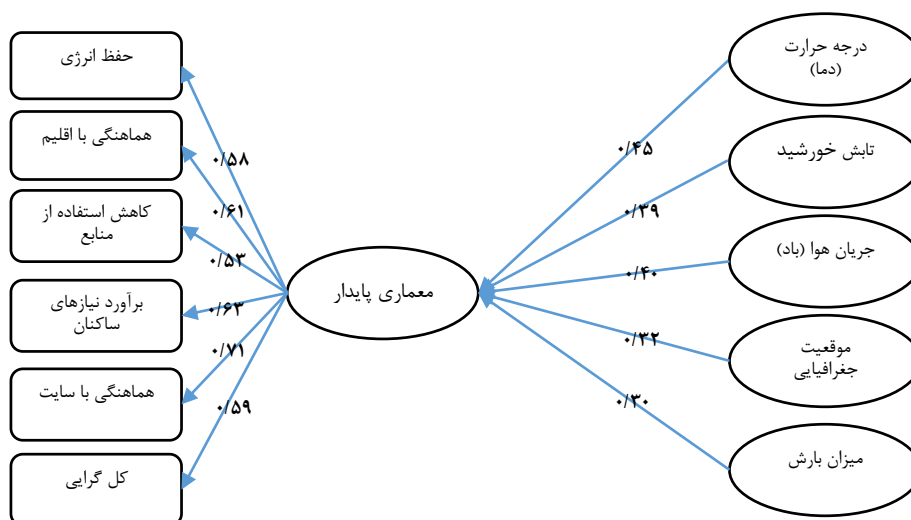 درجه حرارت
(دما)
تابش خورشید
جریان هوا (باد)
موقعیت
جغرافیایی
میزان بارش
۰/۴۵
۰/۳۹
۰/۴۰
۰/۳۲
۰/۳۰
معماری پایدار
۰/۵۸
۰/۶۱
۰/۵۳
۰/۶۳
۰/۷۱
۰/۵۹
حفظ انرژی
هماهنگی با اقلیم
کاهش استفاده از
منابع
برآورد نیازهای
ساکنان
هماهنگی با سایت
کل گرایی